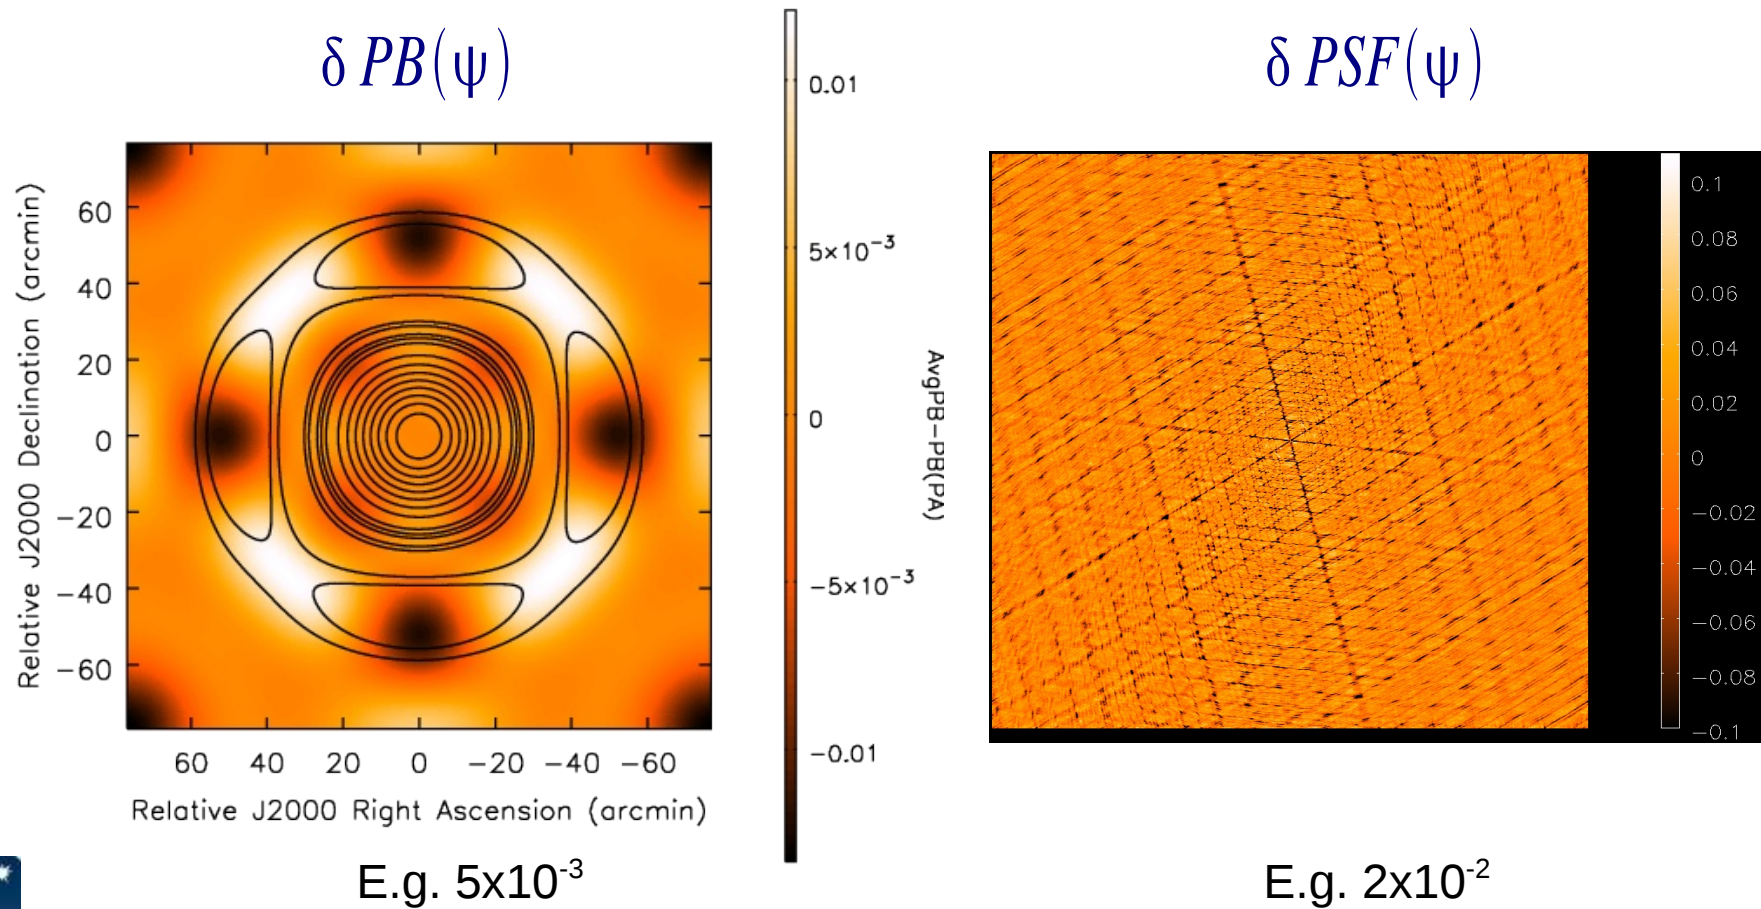 δ PB(ψ)
δ PSF(ψ)
0.01
5×10⁻³
0
−5×10⁻³
−0.01
AvgPB−PB(PA)
Relative J2000 Declination (arcmin)
60
40
20
0
−20
−40
−60
60 40 20 0 −20 −40 −60
Relative J2000 Right Ascension (arcmin)
0.1
0.08
0.06
0.04
0.02
0
−0.02
−0.04
−0.06
−0.08
−0.1
E.g. 5x10⁻³
E.g. 2x10⁻²